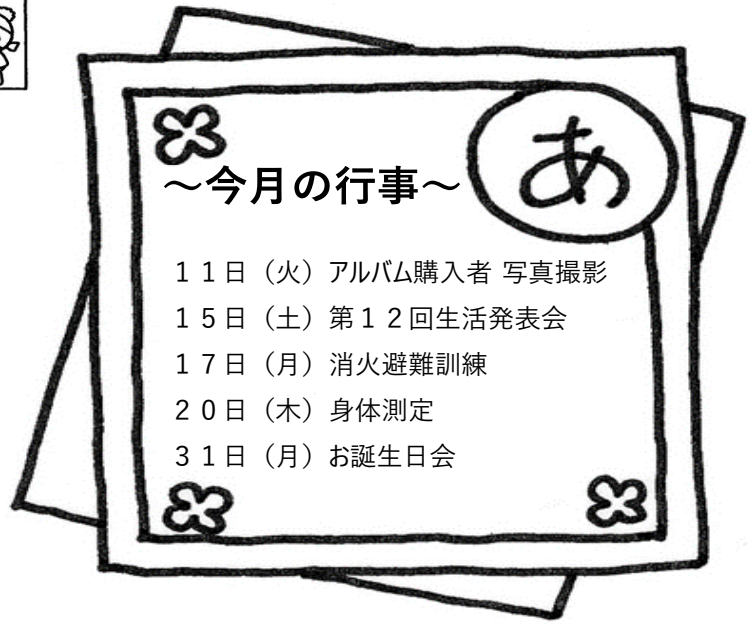 あ
～今月の行事～
１１日（火）アルバム購入者 写真撮影
１５日（土）第１２回生活発表会
１７日（月）消火避難訓練
２０日（木）身体測定
３１日（月）お誕生日会